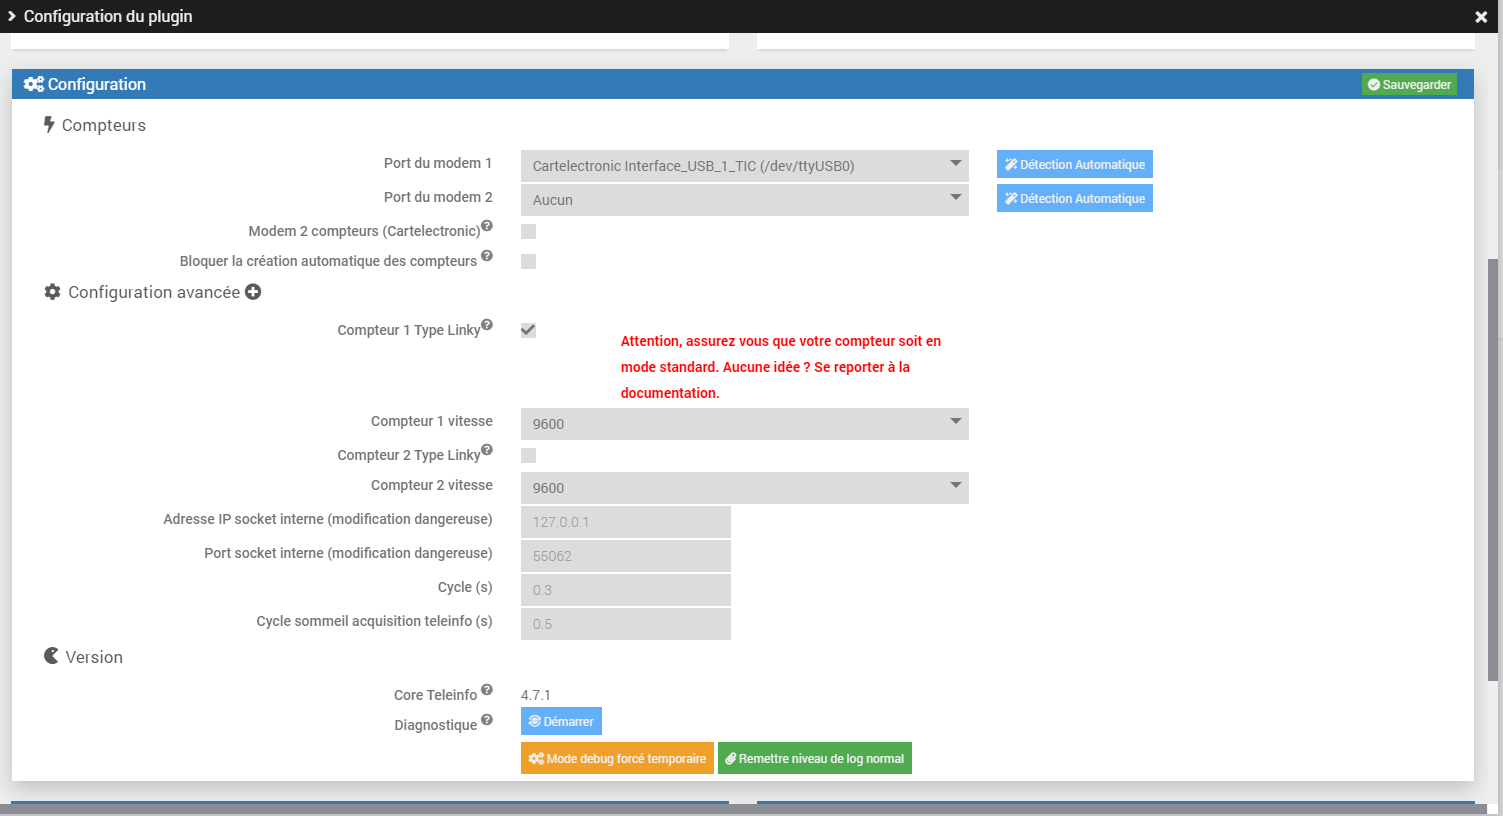 Configuration du plugin
Configuration
Sauvegarder
Compteurs
Port du modem 1
Cartelectronic Interface_USB_1_TIC (/dev/ttyUSB0)
Détection Automatique
Port du modem 2
Aucun
Détection Automatique
Modem 2 compteurs (Cartelectronic)
Bloquer la création automatique des compteurs
Configuration avancée
Compteur 1 Type Linky
Attention, assurez vous que votre compteur soit en
mode standard. Aucune idée ? Se reporter à la
documentation.
Compteur 1 vitesse
9600
Compteur 2 Type Linky
Compteur 2 vitesse
9600
Adresse IP socket interne (modification dangereuse)
127.0.0.1
Port socket interne (modification dangereuse)
55062
Cycle (s)
0.3
Cycle sommeil acquisition teleinfo (s)
0.5
Version
Core Teleinfo
4.7.1
Diagnostique
Démarrer
Mode debug forcé temporaire
Remettre niveau de log normal